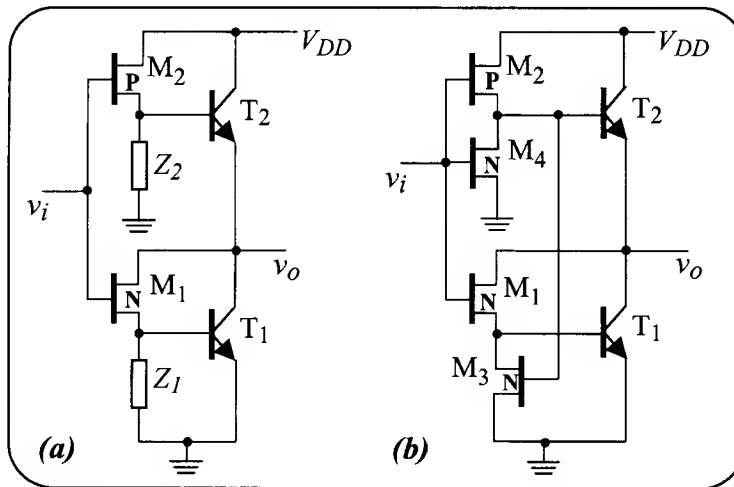 V_DD
M₂
P
T₂
Z₂
v_i
v_o
M₁
N
T₁
Z₁
(a)
V_DD
M₂
P
T₂
M₄
N
v_i
v_o
M₁
N
T₁
M₃
N
(b)